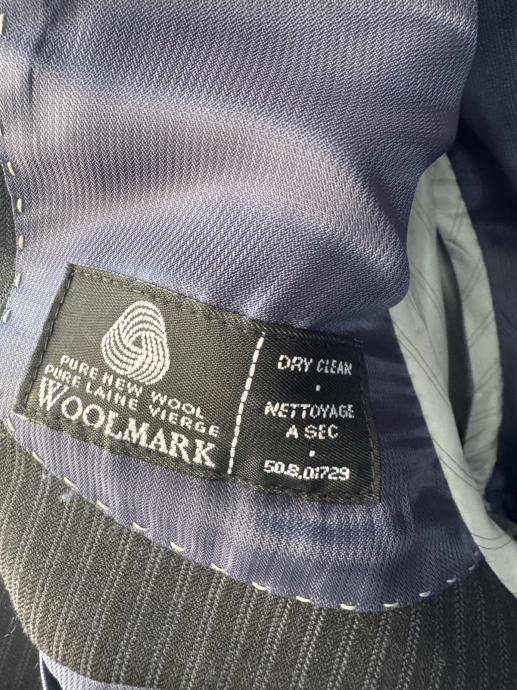 PURE NEW WOOL
PURE LAINE VIERGE
WOOLMARK
DRY CLEAN
NETTOYAGE
A SEC
50.8.01729